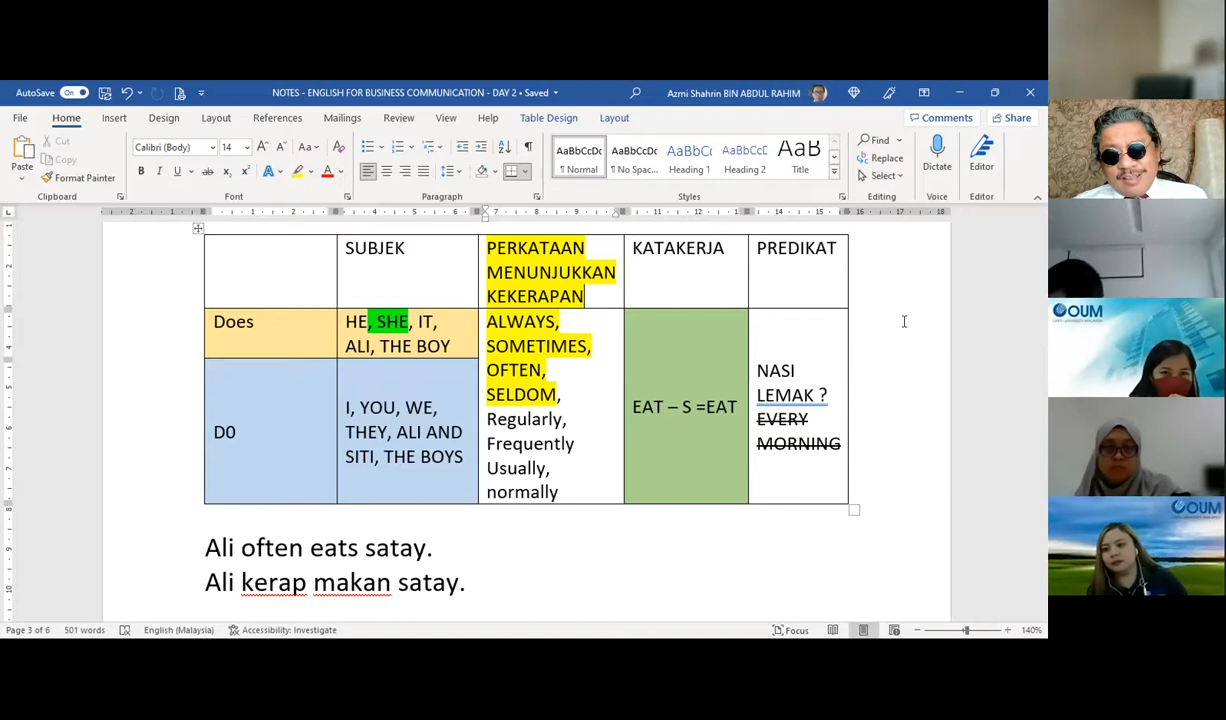 AutoSave On
NOTES - ENGLISH FOR BUSINESS COMMUNICATION - DAY 2 • Saved
Azmi Shahrin BIN ABDUL RAHIM
File Home Insert Design Layout References Mailings Review View Help Table Design Layout
Comments Share
Paste
Cut
Copy
Format Painter
Clipboard
Calibri (Body) 14
Font
Paragraph
AaBbCcDc AaBbCcDc AaBbCc AaBbCcC AaB
¶ Normal ¶ No Spac... Heading 1 Heading 2 Title
Styles
Find
Replace
Select
Editing
Dictate
Voice
Editor
Editor
SUBJEK
PERKATAAN
MENUNJUKKAN
KEKERAPAN
KATAKERJA
PREDIKAT
Does
HE, SHE, IT,
ALI, THE BOY
ALWAYS,
SOMETIMES,
OFTEN,
SELDOM,
Regularly,
Frequently
Usually,
normally
D0
I, YOU, WE,
THEY, ALI AND
SITI, THE BOYS
EAT – S =EAT
NASI
LEMAK ?
EVERY
MORNING
Ali often eats satay.
Ali kerap makan satay.
Page 3 of 6 501 words English (Malaysia) Accessibility: Investigate
Focus 140%
OUM
OUM